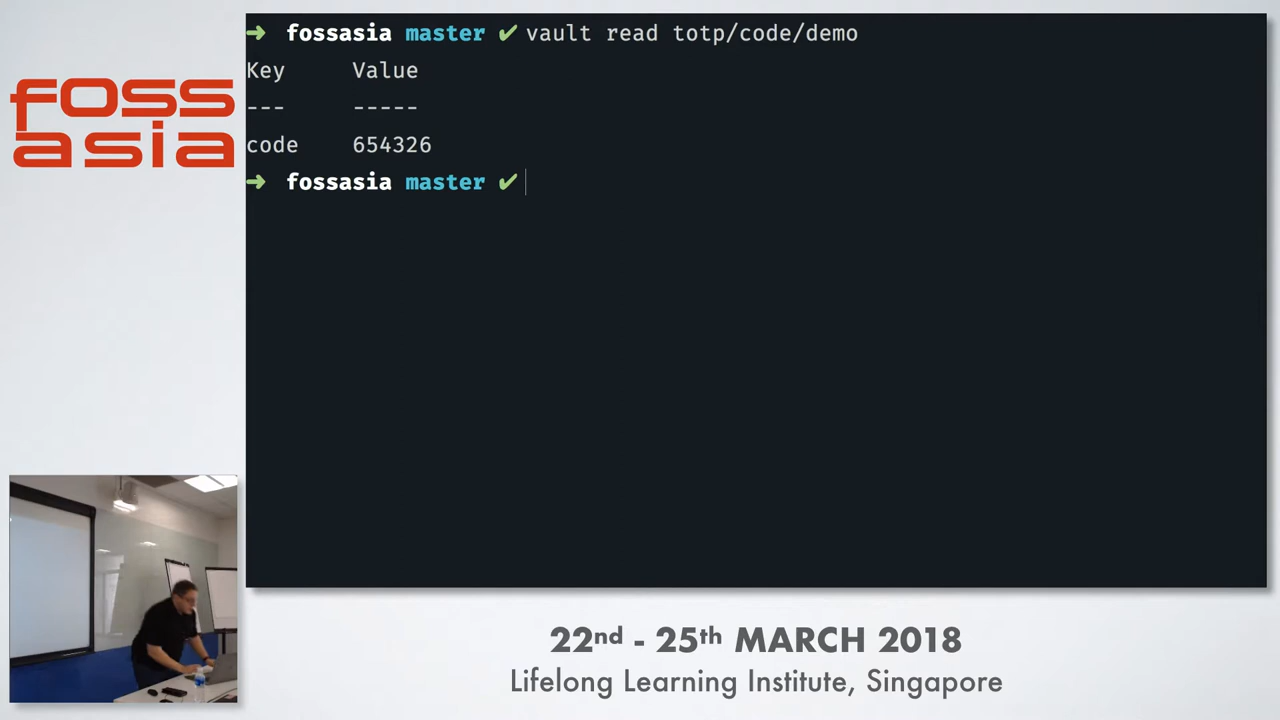 foss
asia
➜ fossasia master ✔ vault read totp/code/demo
Key Value
--- -----
code 654326
➜ fossasia master ✔
22nd - 25th MARCH 2018
Lifelong Learning Institute, Singapore